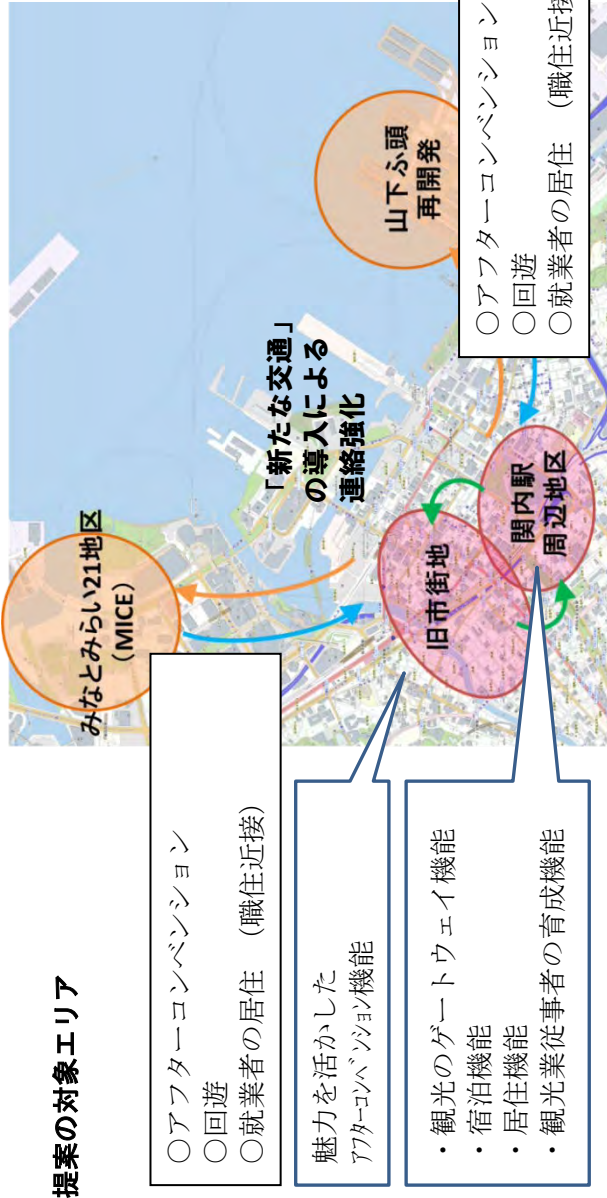 提案の対象エリア
みなとみらい21地区
（MICE）
山下ふ頭
再開発
「新たな交通」
の導入による
連絡強化
旧市街地
関内駅
周辺地区
○アフターコンベンション
○回遊
○就業者の居住　（職住近接）
魅力を活かした
ｱﾌﾀｰｺﾝﾍﾞﾝｼｮﾝ機能
・観光のゲートウェイ機能
・宿泊機能
・居住機能
・観光業従事者の育成機能
○アフターコンベンション
○回遊
○就業者の居住　（職住近接